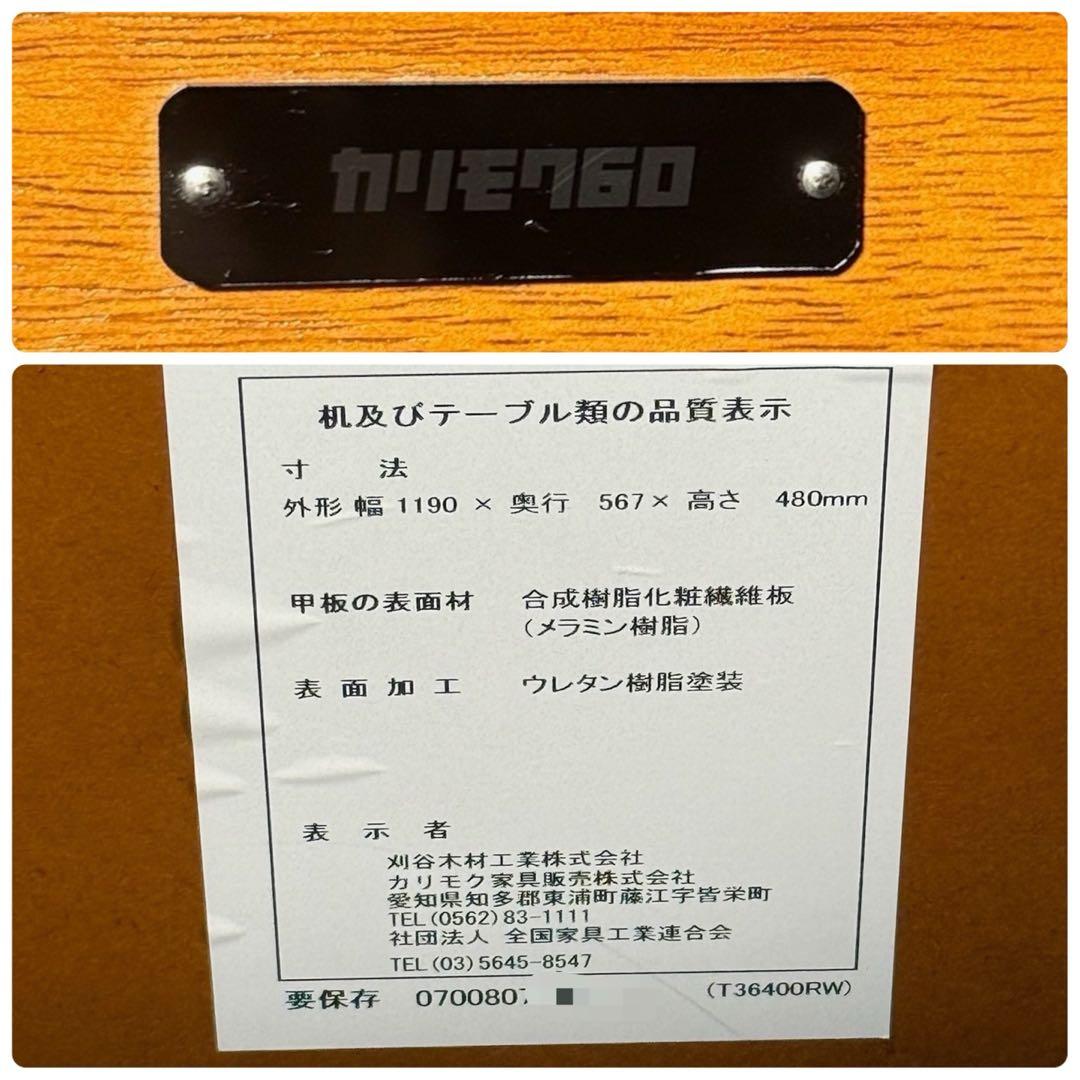 カリモク60
机及びテーブル類の品質表示
寸　法
外形 幅 1190 × 奥行 567× 高さ 480mm
甲板の表面材 合成樹脂化粧繊維板
（メラミン樹脂）
表面加工 ウレタン樹脂塗装
表示者
刈谷木材工業株式会社
カリモク家具販売株式会社
愛知県知多郡東浦町藤江字皆栄町
TEL(0562)83-1111
社団法人 全国家具工業連合会
TEL(03)5645-8547
要保存 0700807 (T36400RW)